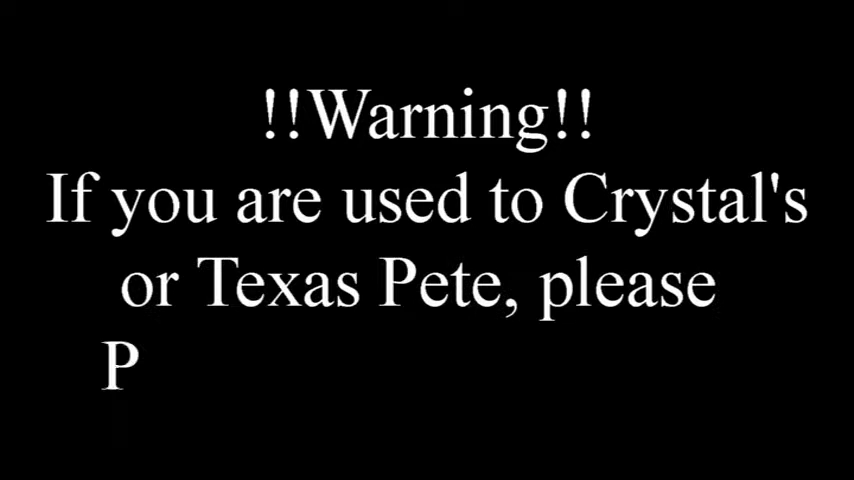 !!Warning!!
If you are used to Crystal's
or Texas Pete, please
P